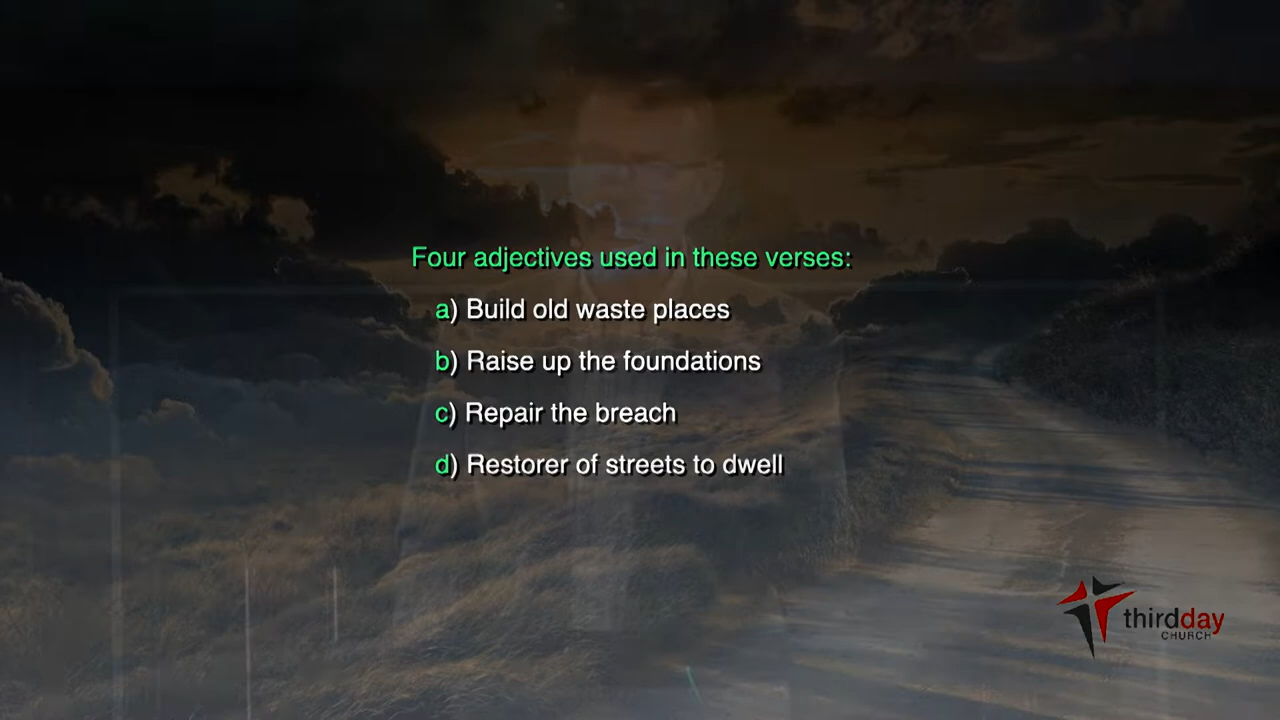 Four adjectives used in these verses:
a) Build old waste places
b) Raise up the foundations
c) Repair the breach
d) Restorer of streets to dwell
thirdday
CHURCH